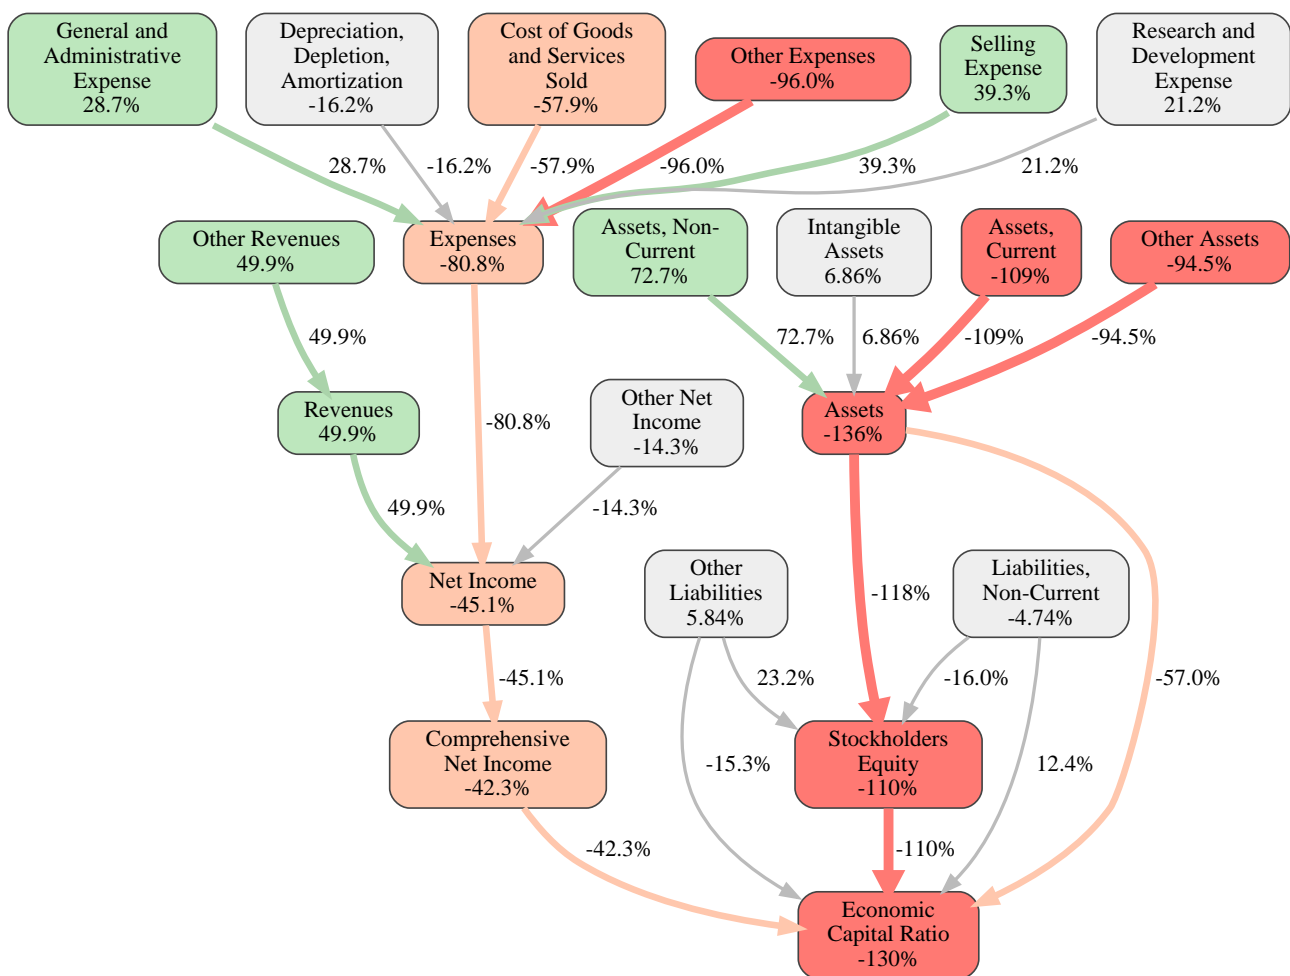 General and
Administrative
Expense
28.7%
Depreciation,
Depletion,
Amortization
-16.2%
Cost of Goods
and Services
Sold
-57.9%
Other Expenses
-96.0%
Selling
Expense
39.3%
Research and
Development
Expense
21.2%
28.7%
-16.2%
-57.9%
-96.0%
39.3%
21.2%
Other Revenues
49.9%
Expenses
-80.8%
Assets, Non-
Current
72.7%
Intangible
Assets
6.86%
Assets,
Current
-109%
Other Assets
-94.5%
49.9%
72.7%
6.86%
-109%
-94.5%
Revenues
49.9%
-80.8%
Other Net
Income
-14.3%
Assets
-136%
49.9%
-14.3%
Net Income
-45.1%
Other
Liabilities
5.84%
-118%
Liabilities,
Non-Current
-4.74%
-45.1%
23.2%
-16.0%
-57.0%
Comprehensive
Net Income
-42.3%
-15.3%
Stockholders
Equity
-110%
12.4%
-42.3%
-110%
Economic
Capital Ratio
-130%